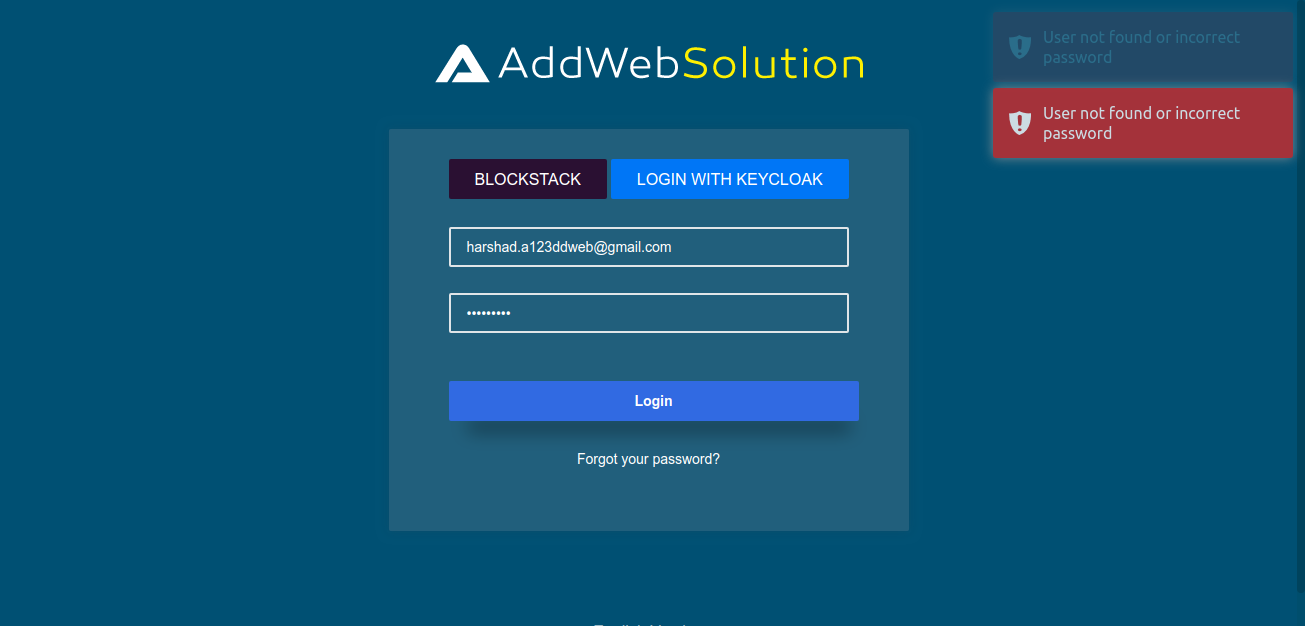 AddWebSolution
User not found or incorrect
password
User not found or incorrect
password
BLOCKSTACK
LOGIN WITH KEYCLOAK
harshad.a123ddweb@gmail.com
•••••••••
Login
Forgot your password?